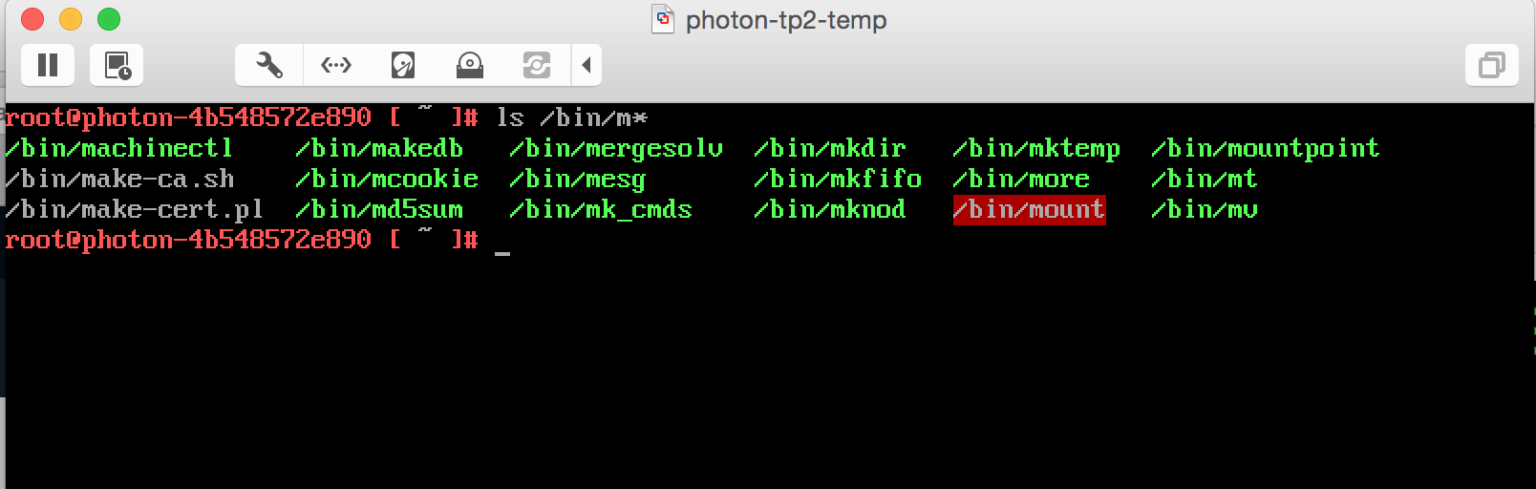 photon-tp2-temp
root@photon-4b548572e890 [ ~ ]# ls /bin/m*
/bin/machinectl /bin/makedb /bin/mergesolv /bin/mkdir /bin/mktemp /bin/mountpoint
/bin/make-ca.sh /bin/mcookie /bin/mesg /bin/mkfifo /bin/more /bin/mt
/bin/make-cert.pl /bin/md5sum /bin/mk_cmds /bin/mknod /bin/mount /bin/mv
root@photon-4b548572e890 [ ~ ]# _